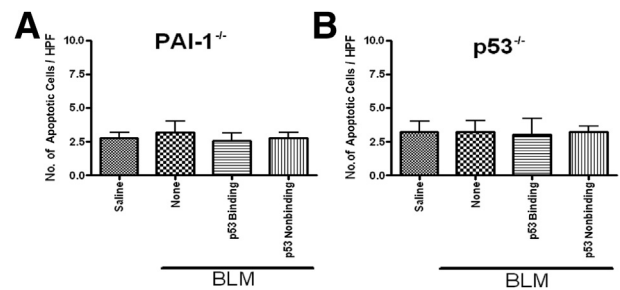 A
PAI-1-/-
No. of Apoptotic Cells / HPF
10.0
7.5
5.0
2.5
0.0
Saline
None
p53 Binding
p53 Nonbinding
BLM
B
p53-/-
No. of Apoptotic Cells / HPF
10.0
7.5
5.0
2.5
0.0
Saline
None
p53 Binding
p53 Nonbinding
BLM